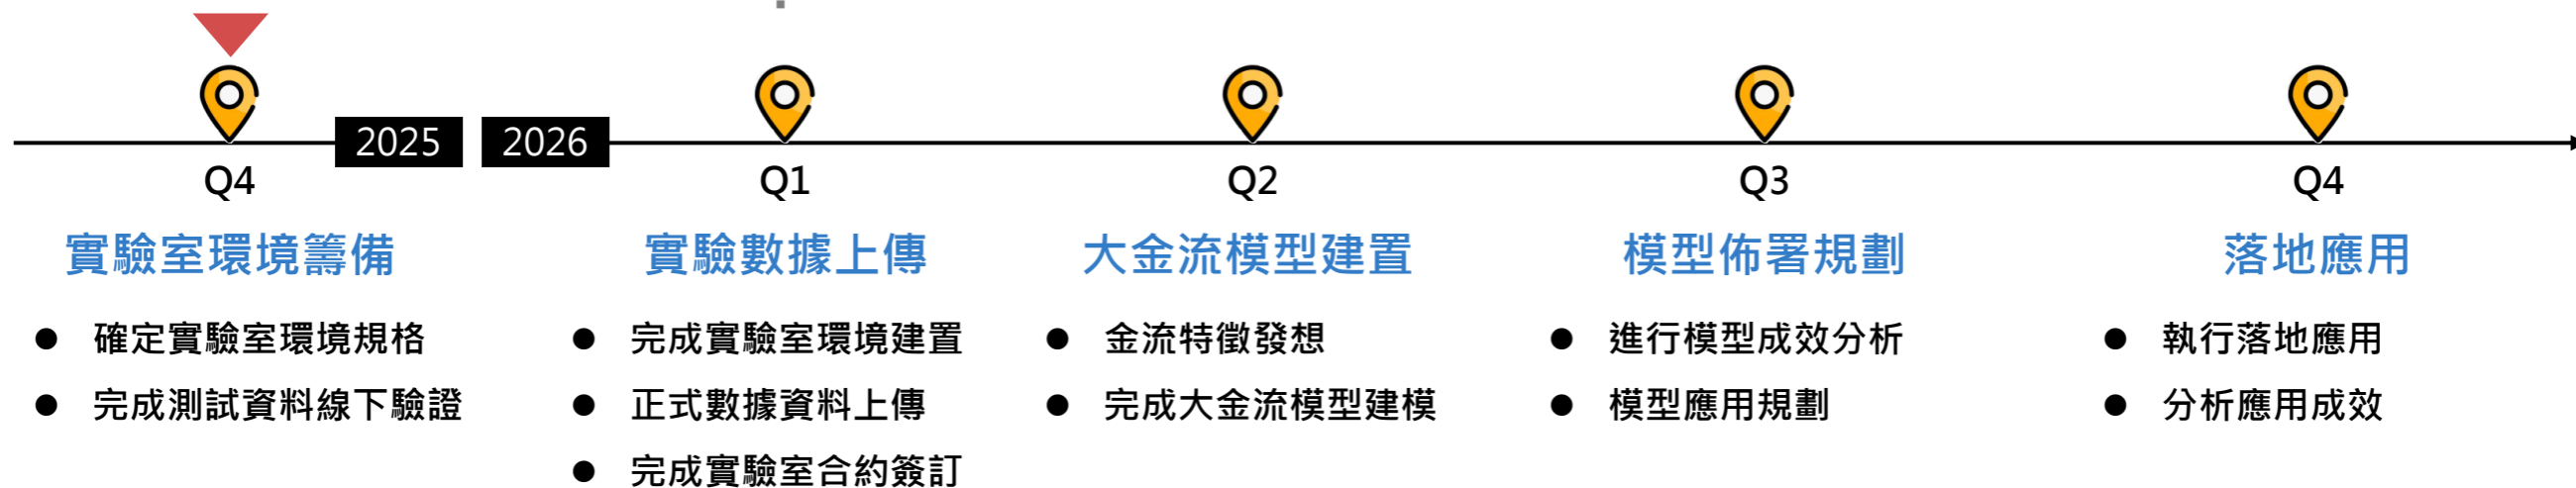 2025
2026
Q4
Q1
Q2
Q3
Q4
實驗室環境籌備
實驗數據上傳
大金流模型建置
模型佈署規劃
落地應用
● 確定實驗室環境規格
● 完成測試資料線下驗證
● 完成實驗室環境建置
● 正式數據資料上傳
● 完成實驗室合約簽訂
● 金流特徵發想
● 完成大金流模型建模
● 進行模型成效分析
● 模型應用規劃
● 執行落地應用
● 分析應用成效